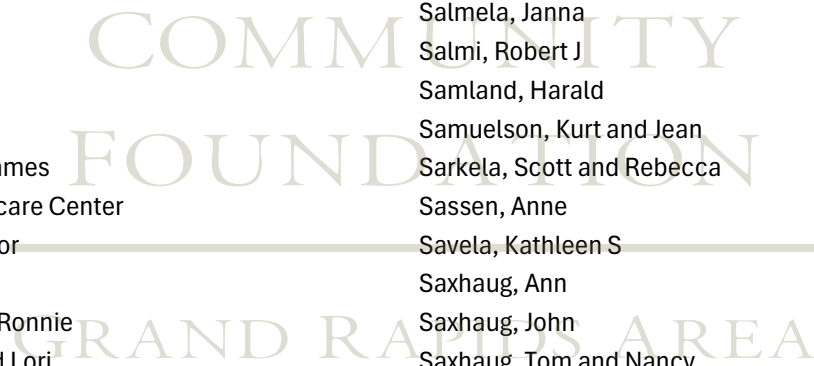 COMMUNITY
FOUNDATION
GRAND RAPIDS AREA
care Center
or
Ronnie
Lori
Salmela, Janna
Salmi, Robert J
Samland, Harald
Samuelson, Kurt and Jean
Sarkela, Scott and Rebecca
Sassen, Anne
Savela, Kathleen S
Saxhaug, Ann
Saxhaug, John
Saxhaug, Tom and Nancy